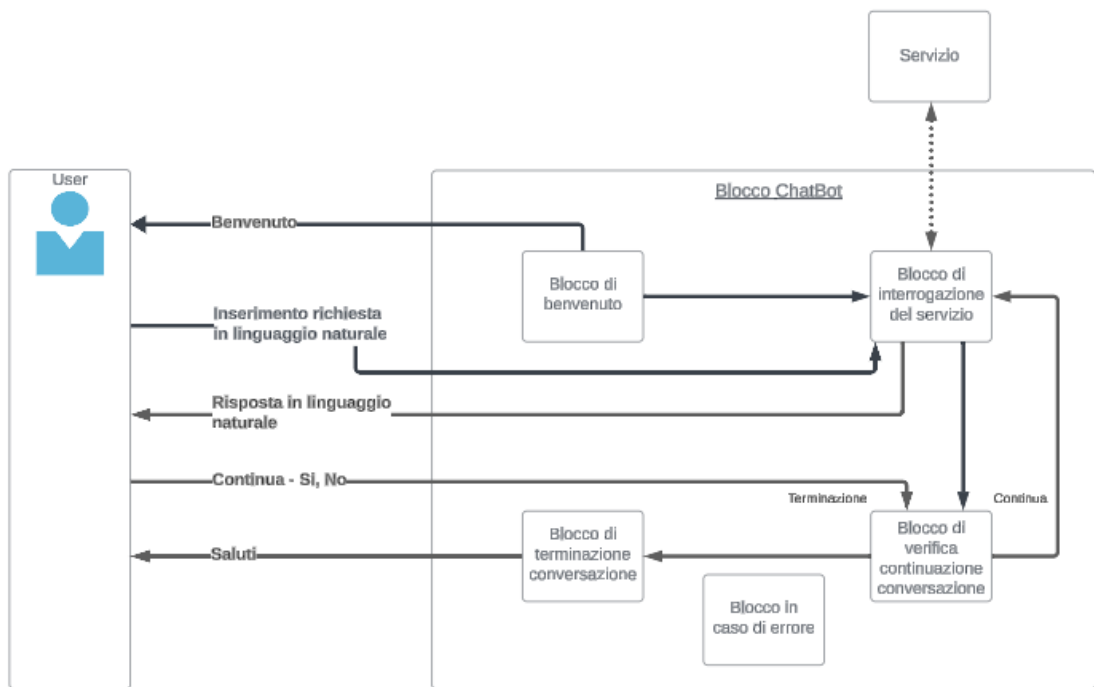 Servizio
User
Blocco ChatBot
Benvenuto
Blocco di
benvenuto
Blocco di
interrogazione
del servizio
Inserimento richiesta
in linguaggio naturale
Risposta in linguaggio
naturale
Continua - Si, No
Terminazione
Continua
Saluti
Blocco di
terminazione
conversazione
Blocco di
verifica
continuazione
conversazione
Blocco in
caso di errore